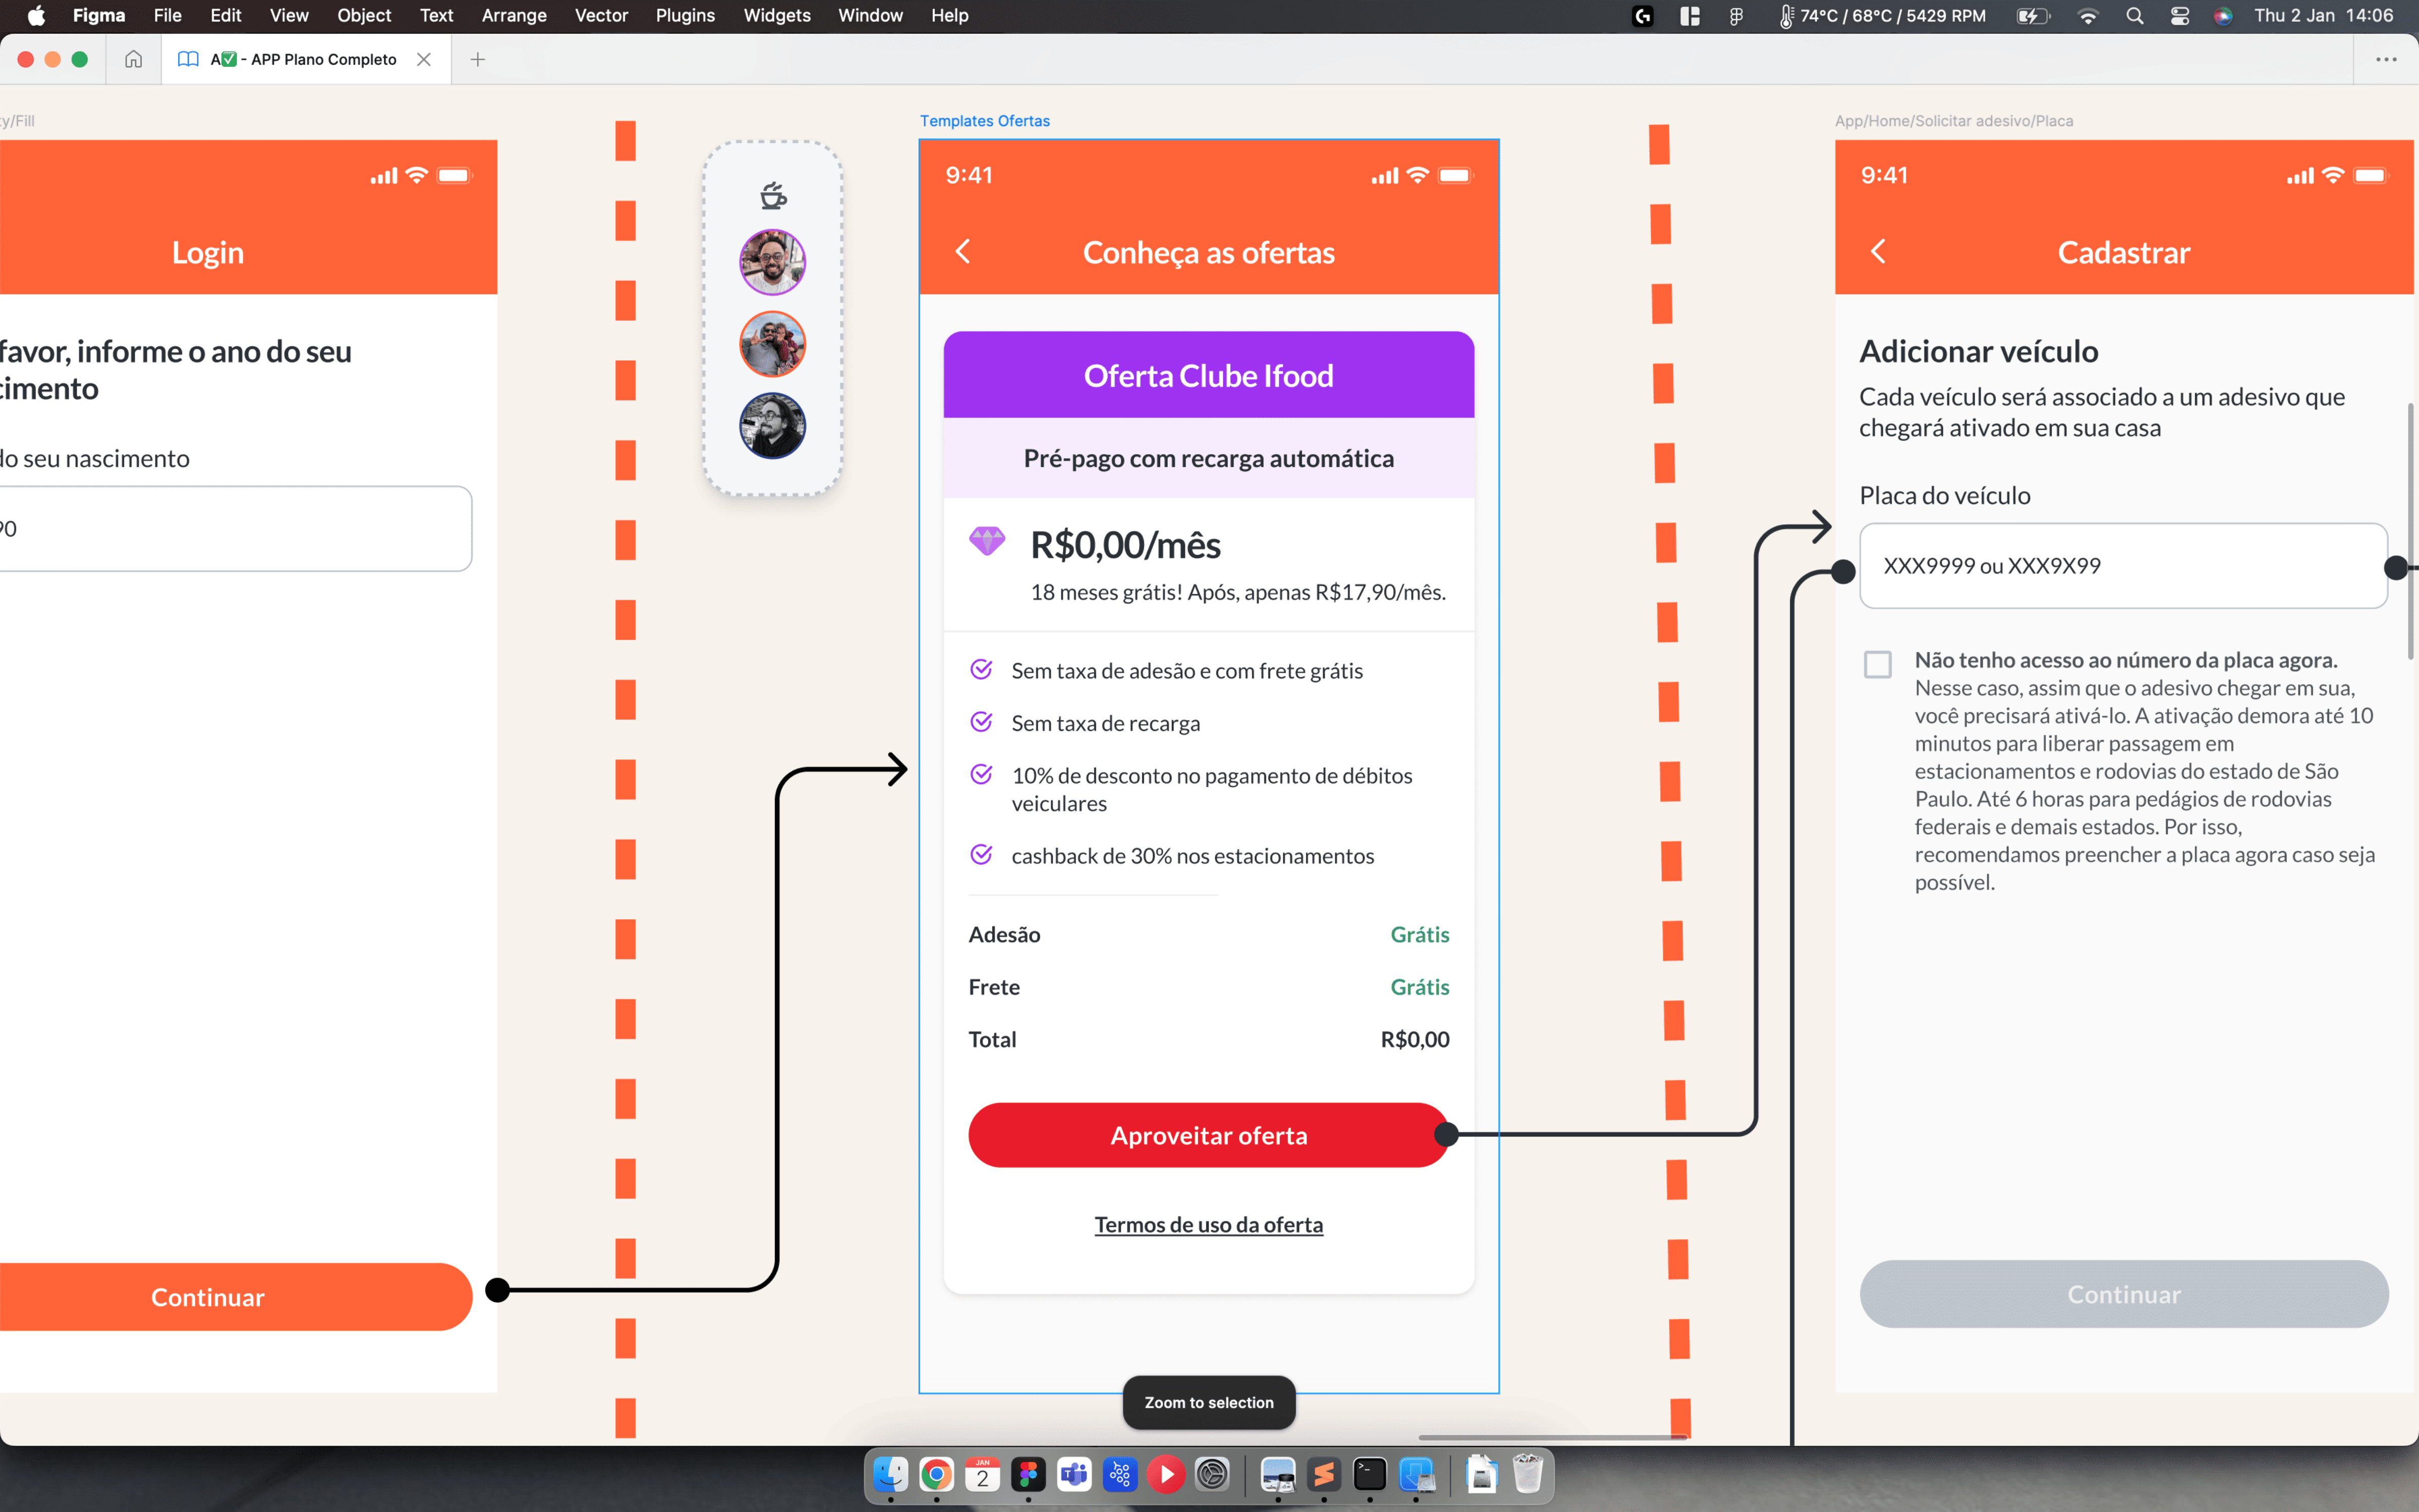 Figma File Edit View Object Text Arrange Vector Plugins Widgets Window Help
74°C / 68°C / 5429 RPM
Thu 2 Jan 14:06
A✅ - APP Plano Completo
y/Fill
Login
favor, informe o ano do seu
cimento
do seu nascimento
90
Continuar
Templates Ofertas
9:41
Conheça as ofertas
Oferta Clube Ifood
Pré-pago com recarga automática
R$0,00/mês
18 meses grátis! Após, apenas R$17,90/mês.
Sem taxa de adesão e com frete grátis
Sem taxa de recarga
10% de desconto no pagamento de débitos
veiculares
cashback de 30% nos estacionamentos
Adesão Grátis
Frete Grátis
Total R$0,00
Aproveitar oferta
Termos de uso da oferta
Zoom to selection
App/Home/Solicitar adesivo/Placa
9:41
Cadastrar
Adicionar veículo
Cada veículo será associado a um adesivo que
chegará ativado em sua casa
Placa do veículo
XXX9999 ou XXX9X99
Não tenho acesso ao número da placa agora.
Nesse caso, assim que o adesivo chegar em sua,
você precisará ativá-lo. A ativação demora até 10
minutos para liberar passagem em
estacionamentos e rodovias do estado de São
Paulo. Até 6 horas para pedágios de rodovias
federais e demais estados. Por isso,
recomendamos preencher a placa agora caso seja
possível.
Continuar
JAN
2